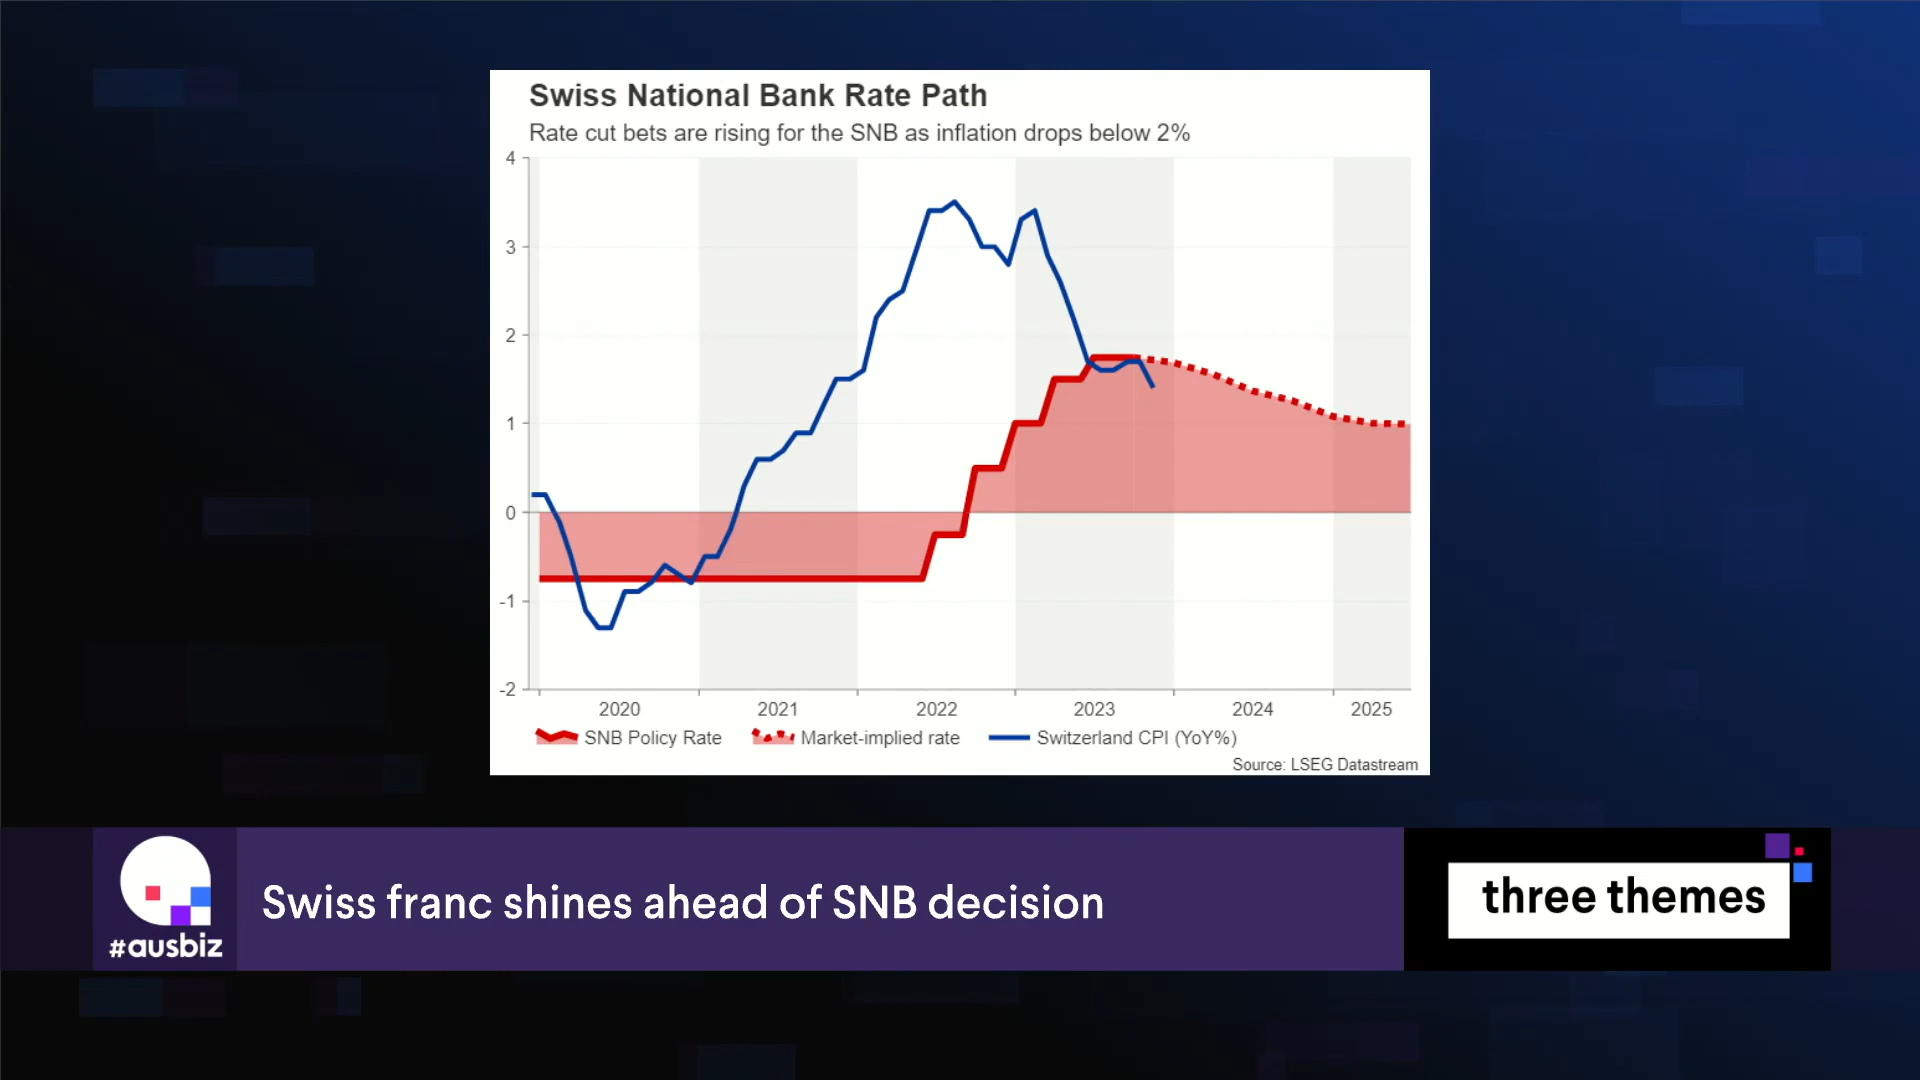 Swiss National Bank Rate Path
Rate cut bets are rising for the SNB as inflation drops below 2%
4
3
2
1
0
-1
-2
2020 2021 2022 2023 2024 2025
SNB Policy Rate Market-implied rate Switzerland CPI (YoY%)
Source: LSEG Datastream
#ausbiz
Swiss franc shines ahead of SNB decision
three themes